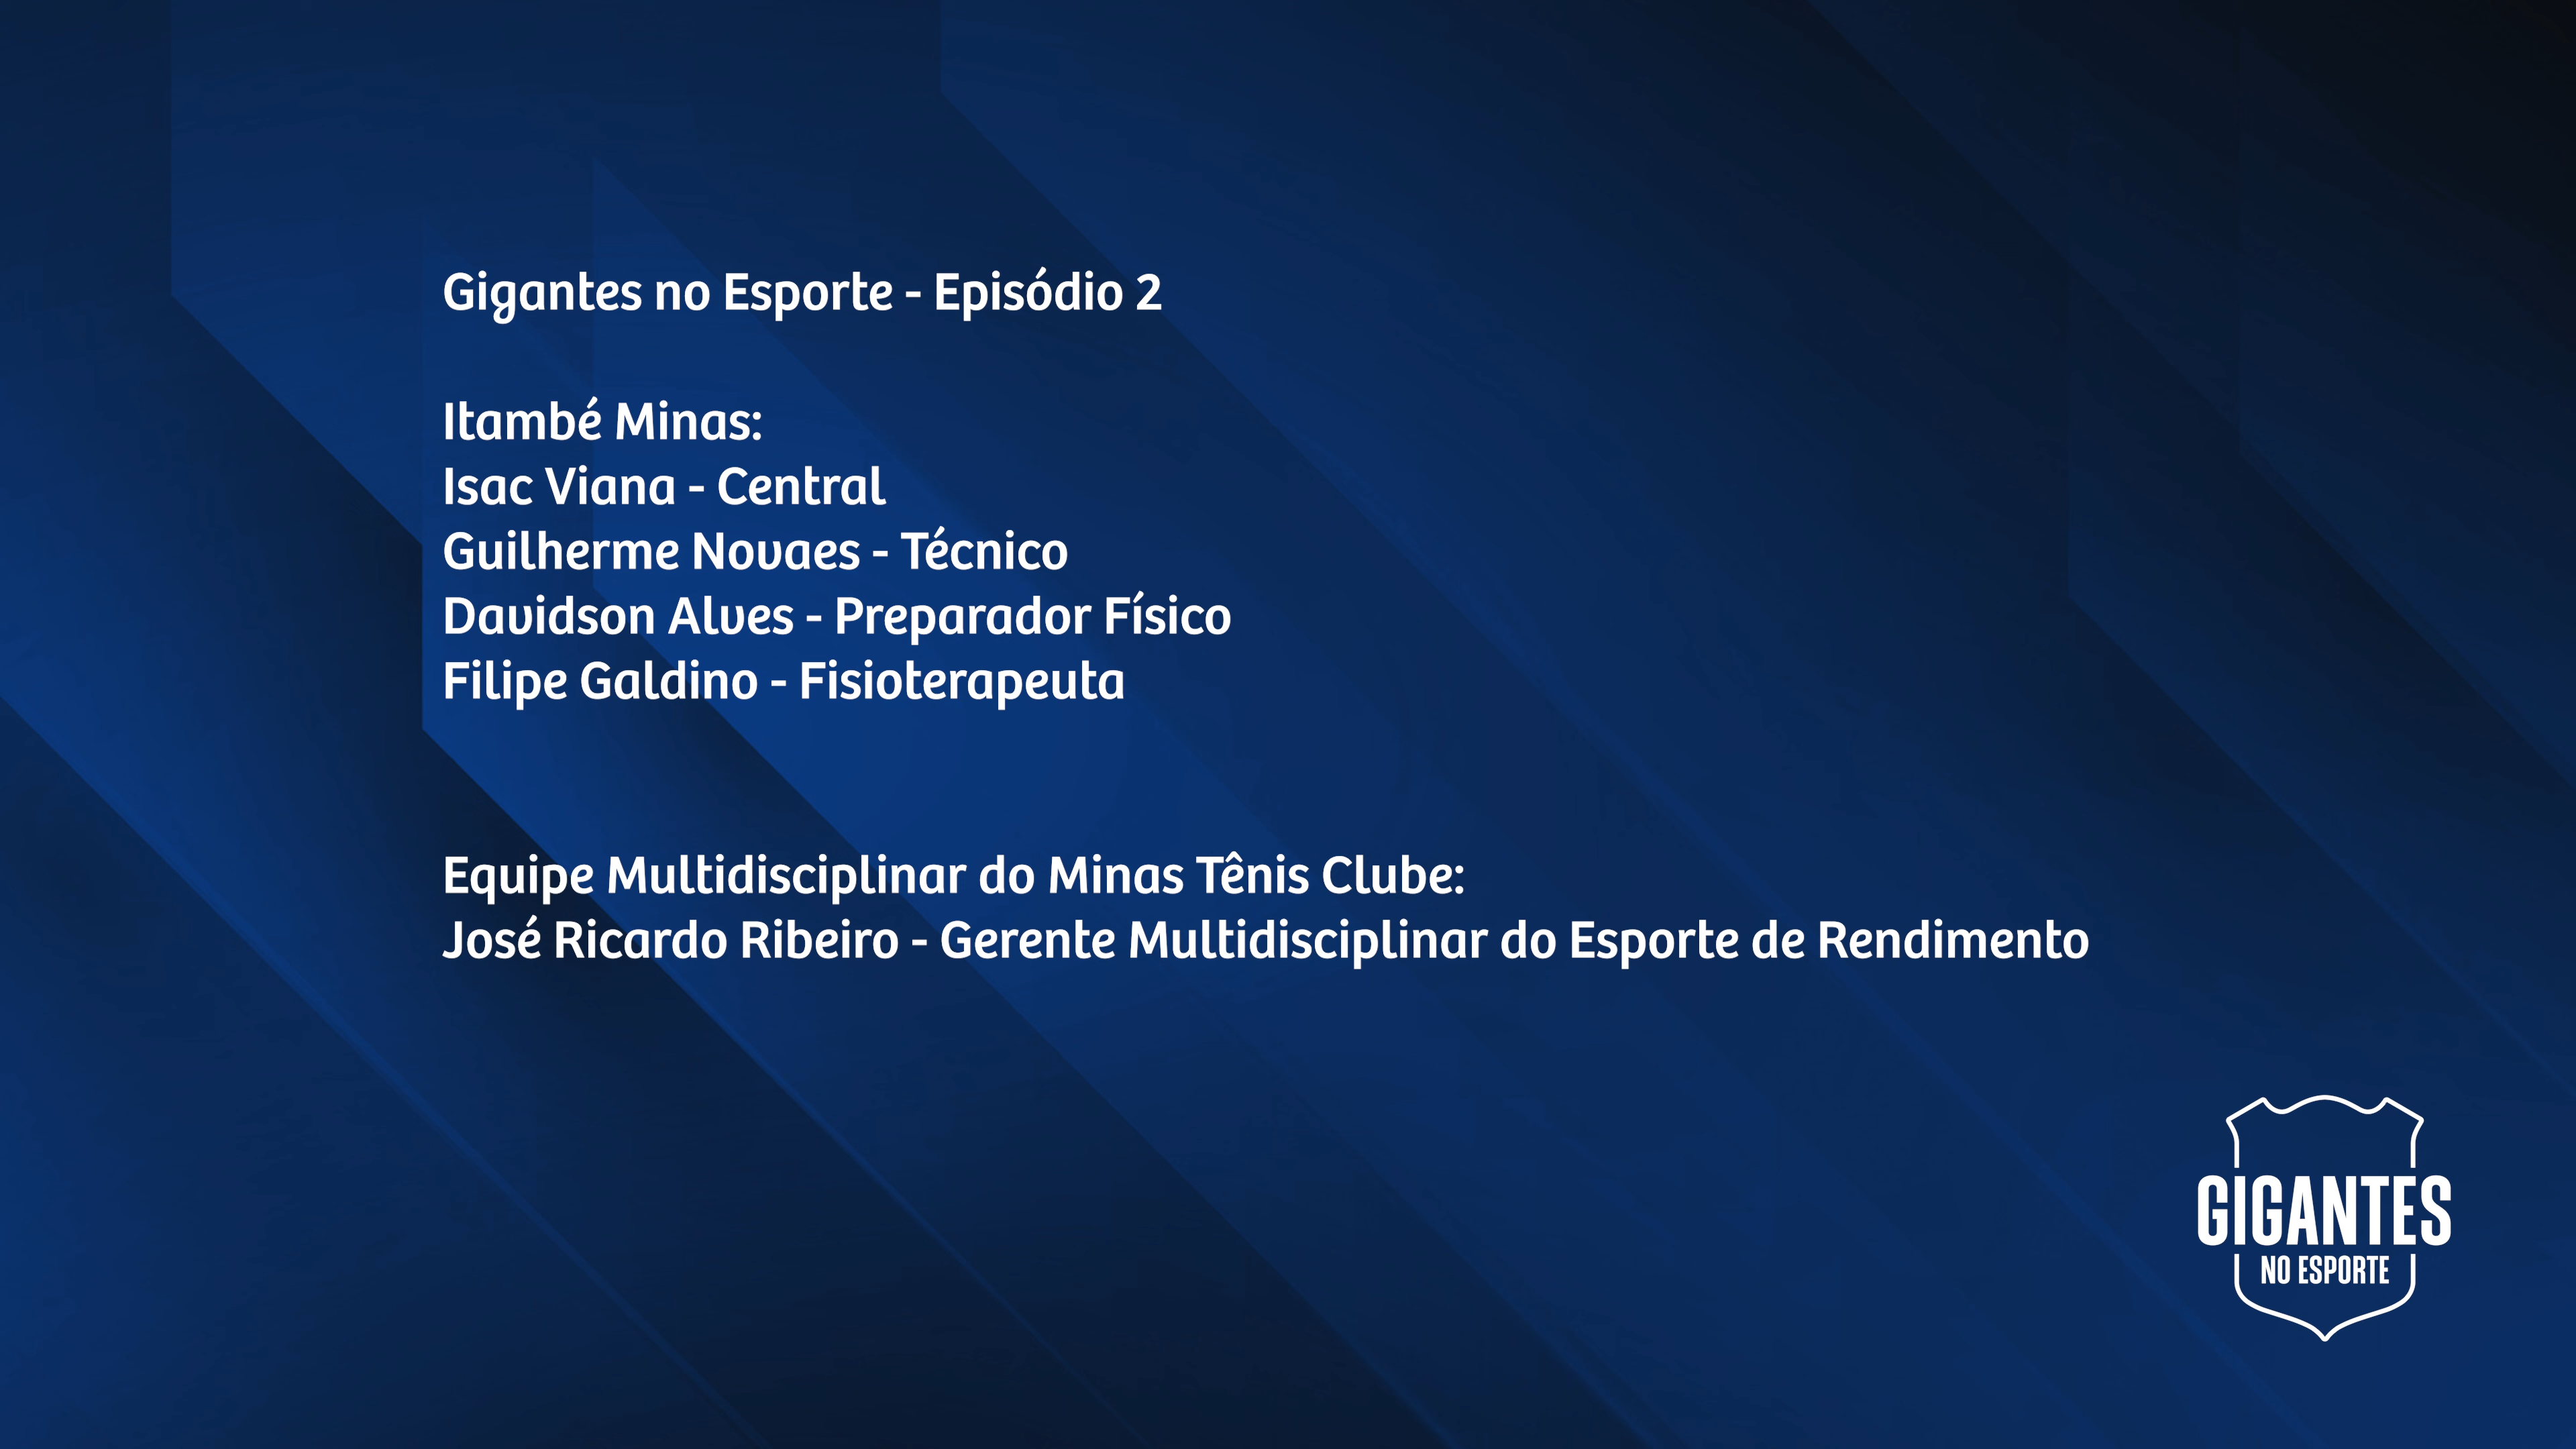 Gigantes no Esporte - Episódio 2
Itambé Minas:
Isac Viana - Central
Guilherme Novaes - Técnico
Davidson Alves - Preparador Físico
Filipe Galdino - Fisioterapeuta
Equipe Multidisciplinar do Minas Tênis Clube:
José Ricardo Ribeiro - Gerente Multidisciplinar do Esporte de Rendimento
GIGANTES
NO ESPORTE